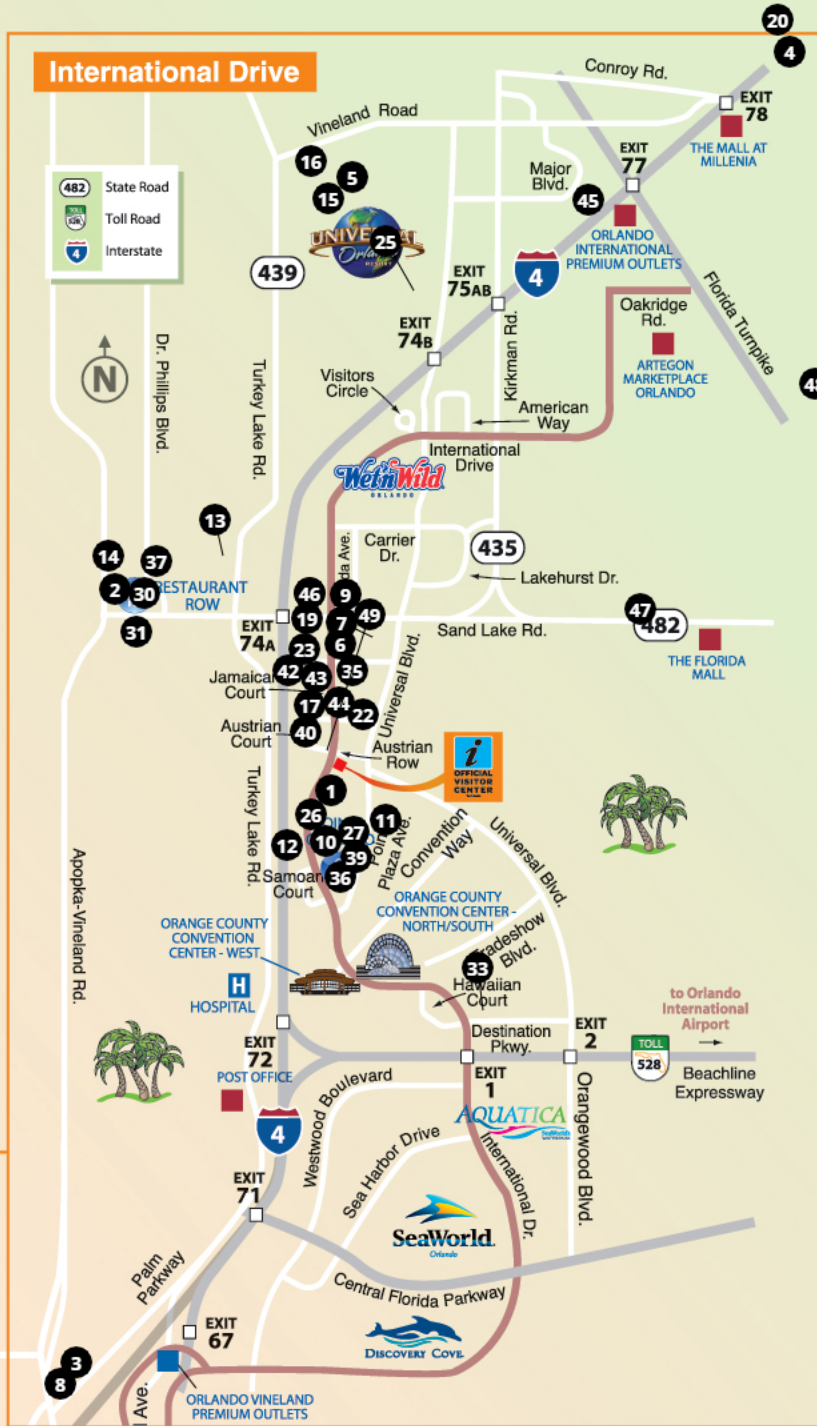 20
4
International Drive
Conroy Rd.
EXIT
78
Vineland Road
THE MALL AT
MILLENIA
EXIT
77
16
5
15
Major
Blvd.
45
482 State Road
TOLL
528
Toll Road
4 Interstate
UNIVERSAL
Orlando
RESORT
25
ORLANDO
INTERNATIONAL
PREMIUM OUTLETS
439
EXIT
75AB
4
Florida Turnpike
Oakridge
Rd.
EXIT
74B
Kirkman Rd.
N
Dr. Phillips Blvd.
Turkey Lake Rd.
ARTEGON
MARKETPLACE
ORLANDO
Visitors
Circle
American
Way
International
Drive
Wet'n Wild
ORLANDO
13
Carrier
Dr.
435
Lakehurst Dr.
14
37
2
30
RESTAURANT
ROW
31
46
9
19
7
49
EXIT
74A
Sand Lake Rd.
47
482
THE FLORIDA
MALL
23
6
42
43
35
Jamaican
Court
17
44
22
Universal Blvd.
Austrian
Court
40
Austrian
Row
i
OFFICIAL
VISITOR
CENTER
1
26
11
Turkey Lake Rd.
12
10
27
39
36
Plaza Ave.
Convention
Way
Universal Blvd.
Samoan
Court
Apopka-Vineland Rd.
ORANGE COUNTY
CONVENTION CENTER -
NORTH/SOUTH
ORANGE COUNTY
CONVENTION
CENTER - WEST
Tradeshow
Blvd.
33
Hawaiian
Court
H
HOSPITAL
to Orlando
International
Airport
Destination
Pkwy.
EXIT
2
EXIT
72
EXIT
1
TOLL
528
Beachline
Expressway
POST OFFICE
4
Westwood Boulevard
AQUATICA
Orangewood Blvd.
Sea Harbor Drive
International Dr.
EXIT
71
SeaWorld
Orlando
Palm
Parkway
Central Florida Parkway
EXIT
67
DISCOVERY COVE
3
8
Ave.
ORLANDO VINELAND
PREMIUM OUTLETS